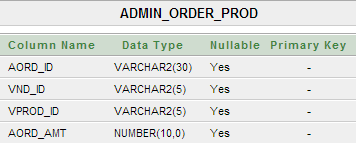 ADMIN_ORDER_PROD
Column Name Data Type Nullable Primary Key
AORD_ID VARCHAR2(30) Yes -
VND_ID VARCHAR2(5) Yes -
VPROD_ID VARCHAR2(5) Yes -
AORD_AMT NUMBER(10,0) Yes -